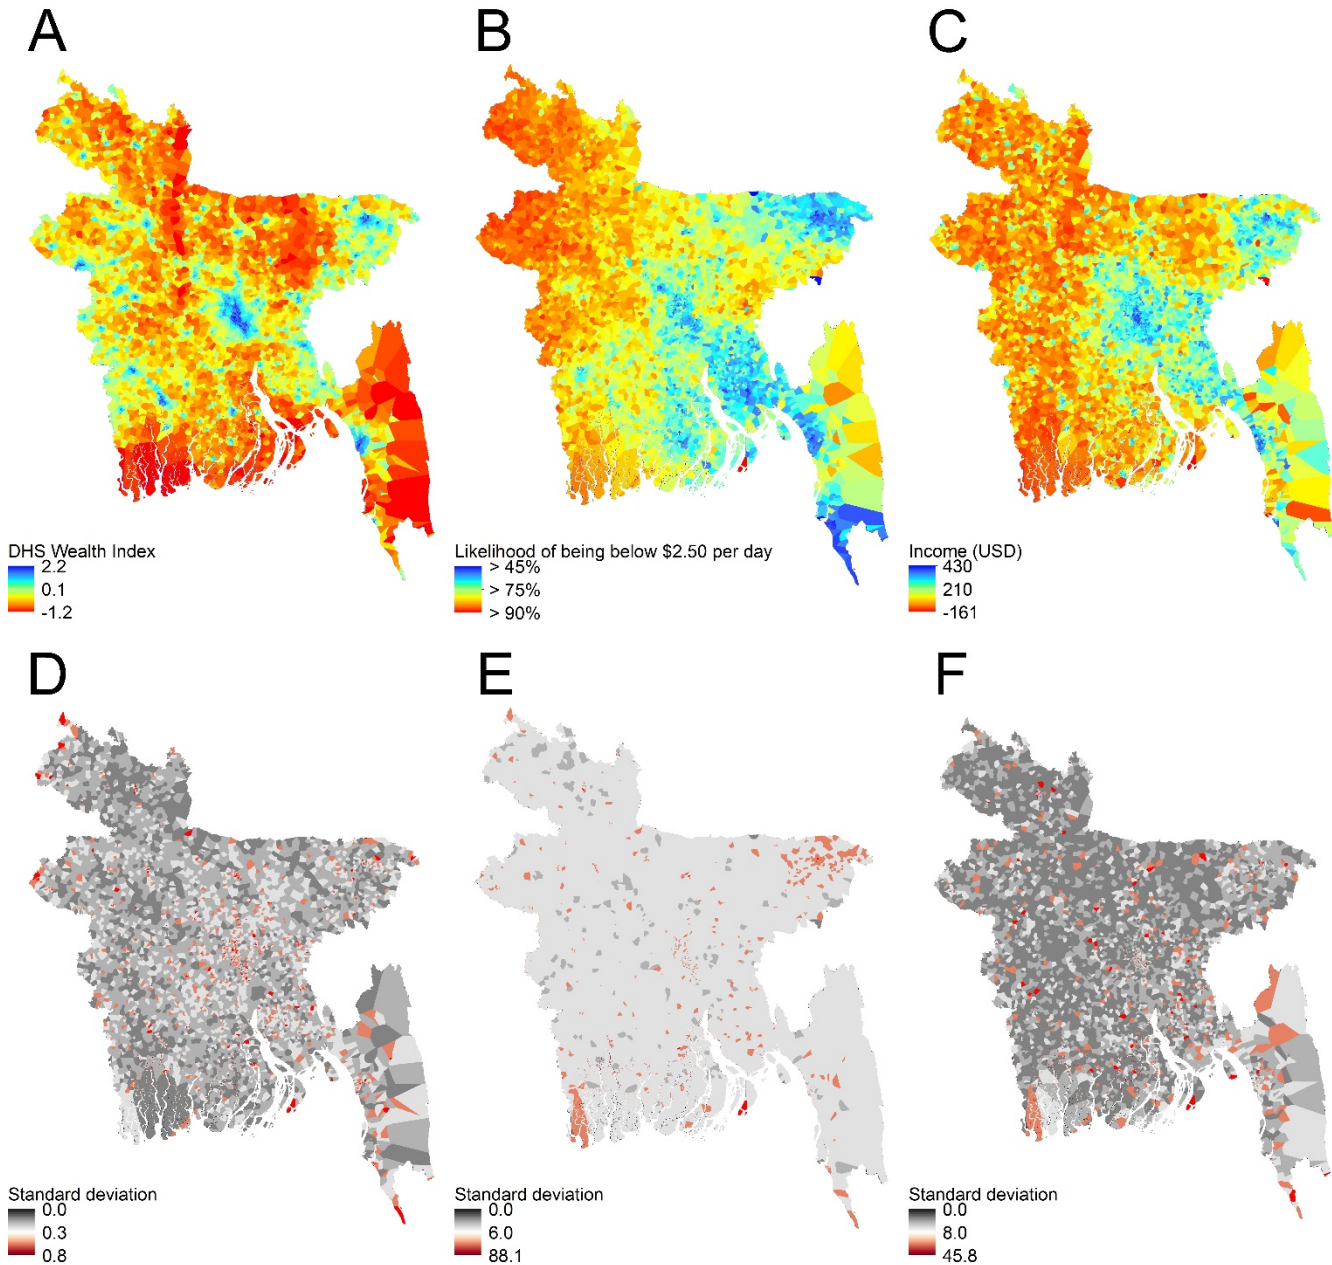 A
B
C
DHS Wealth Index
2.2
0.1
-1.2
Likelihood of being below $2.50 per day
> 45%
> 75%
> 90%
Income (USD)
430
210
-161
D
E
F
Standard deviation
0.0
0.3
0.8
Standard deviation
0.0
6.0
88.1
Standard deviation
0.0
8.0
45.8